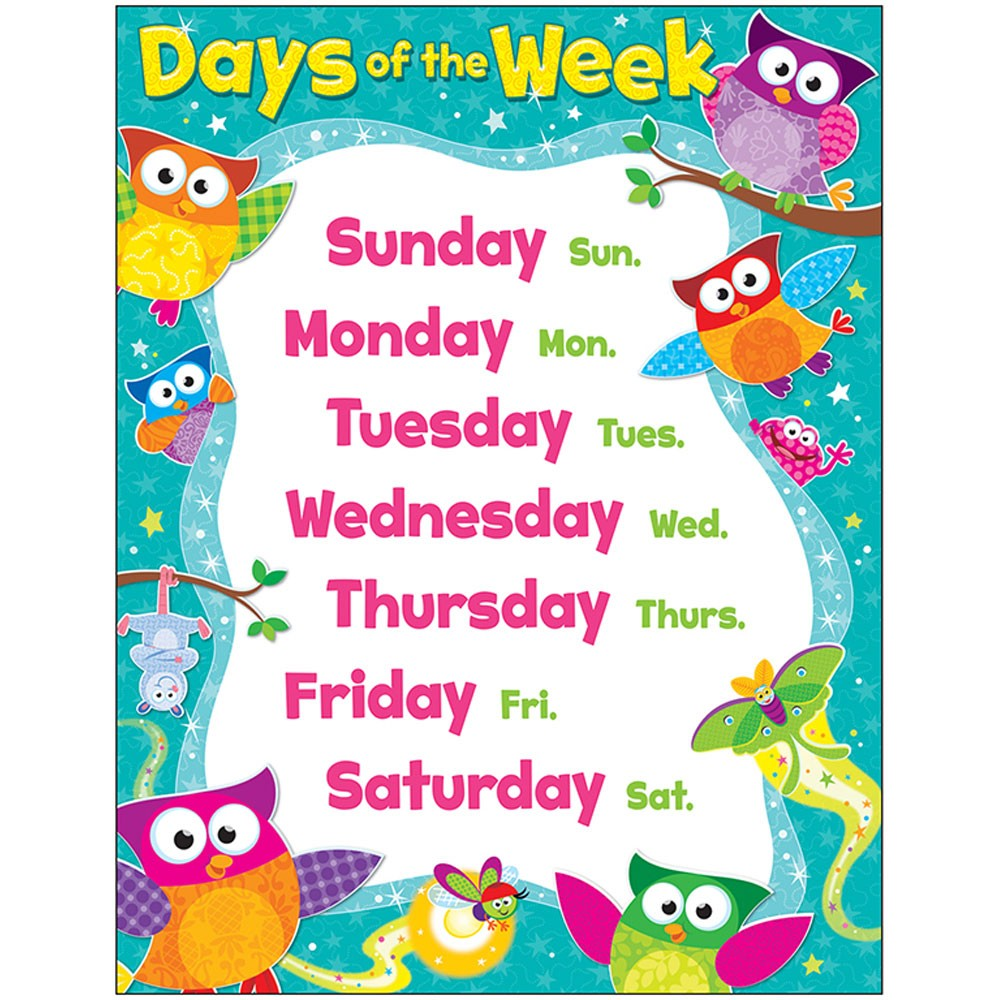 Days of the Week
Sunday Sun.
Monday Mon.
Tuesday Tues.
Wednesday Wed.
Thursday Thurs.
Friday Fri.
Saturday Sat.